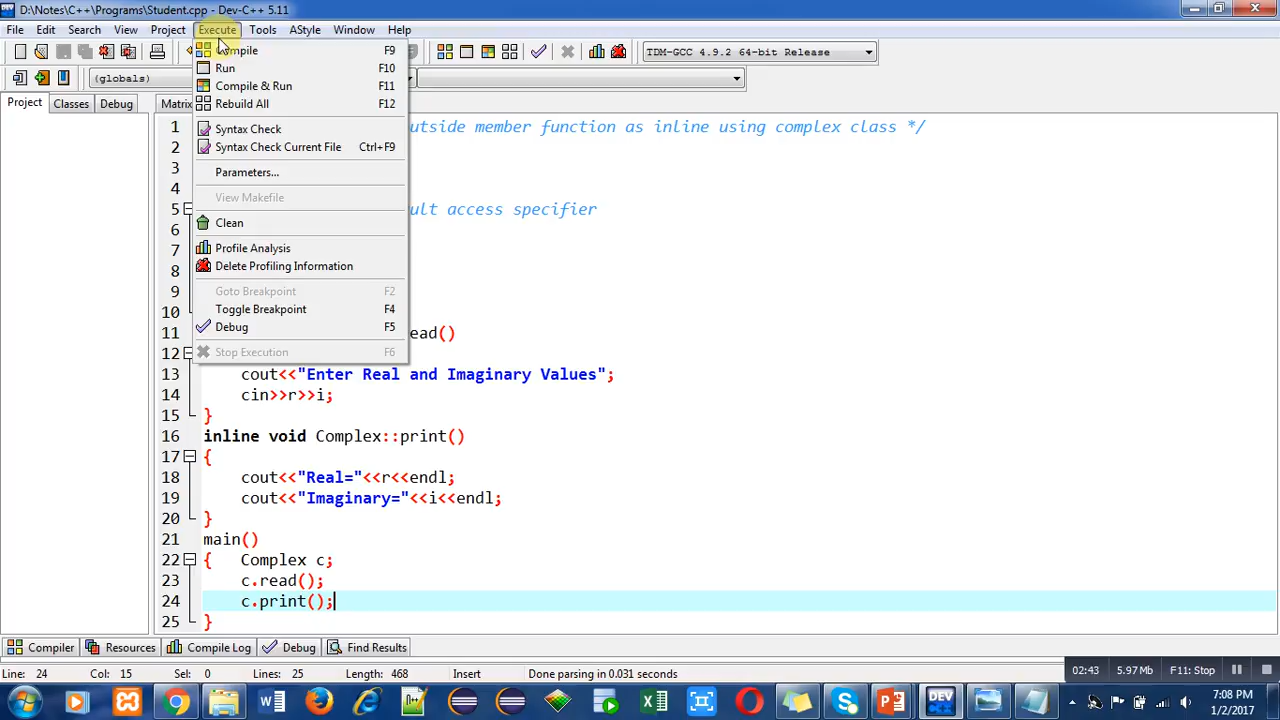 D:\Notes\C++\Programs\Student.cpp - Dev-C++ 5.11
File Edit Search View Project Execute Tools AStyle Window Help
TDM-GCC 4.9.2 64-bit Release
(globals)
Project Classes Debug Matrix
Compile F9
Run F10
Compile & Run F11
Rebuild All F12
Syntax Check
Syntax Check Current File Ctrl+F9
Parameters...
View Makefile
Clean
Profile Analysis
Delete Profiling Information
Goto Breakpoint F2
Toggle Breakpoint F4
Debug F5
Stop Execution F6
1 utside member function as inline using complex class */
2
3
4
5 ult access specifier
6
7
8
9
10
11 ead()
12
13 cout<<"Enter Real and Imaginary Values";
14 cin>>r>>i;
15 }
16 inline void Complex::print()
17 {
18 cout<<"Real="<<r<<endl;
19 cout<<"Imaginary="<<i<<endl;
20 }
21 main()
22 { Complex c;
23 c.read();
24 c.print();
25 }
Compiler Resources Compile Log Debug Find Results
Line: 24 Col: 15 Sel: 0 Lines: 25 Length: 468 Insert Done parsing in 0.031 seconds
02:43 5.97 Mb F11: Stop
DEV
7:08 PM
1/2/2017